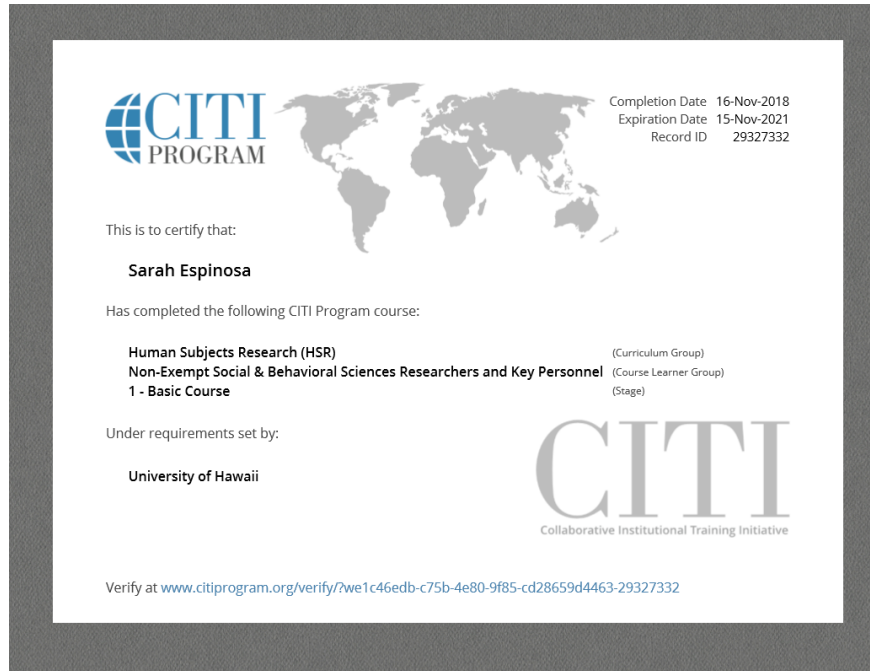 CITI
PROGRAM
Completion Date 16-Nov-2018
Expiration Date 15-Nov-2021
Record ID 29327332
This is to certify that:
Sarah Espinosa
Has completed the following CITI Program course:
Human Subjects Research (HSR) (Curriculum Group)
Non-Exempt Social & Behavioral Sciences Researchers and Key Personnel (Course Learner Group)
1 - Basic Course (Stage)
Under requirements set by:
University of Hawaii
CITI
Collaborative Institutional Training Initiative
Verify at www.citiprogram.org/verify/?we1c46edb-c75b-4e80-9f85-cd28659d4463-29327332